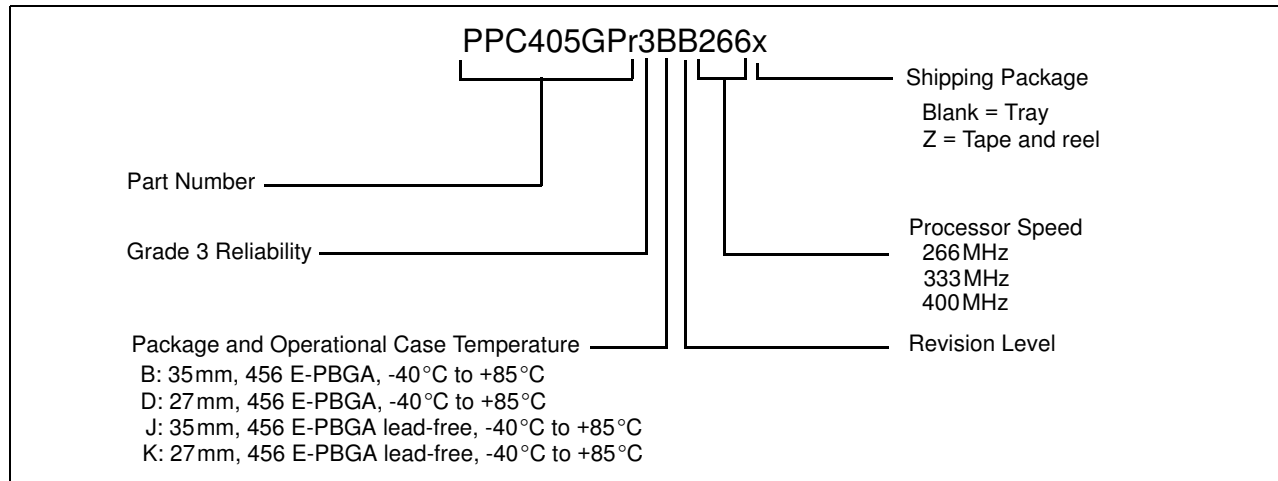 PPC405GPr3BB266x
Shipping Package
Blank = Tray
Z = Tape and reel
Part Number
Processor Speed
266MHz
333MHz
400MHz
Grade 3 Reliability
Revision Level
Package and Operational Case Temperature
B: 35mm, 456 E-PBGA, -40°C to +85°C
D: 27mm, 456 E-PBGA, -40°C to +85°C
J: 35mm, 456 E-PBGA lead-free, -40°C to +85°C
K: 27mm, 456 E-PBGA lead-free, -40°C to +85°C